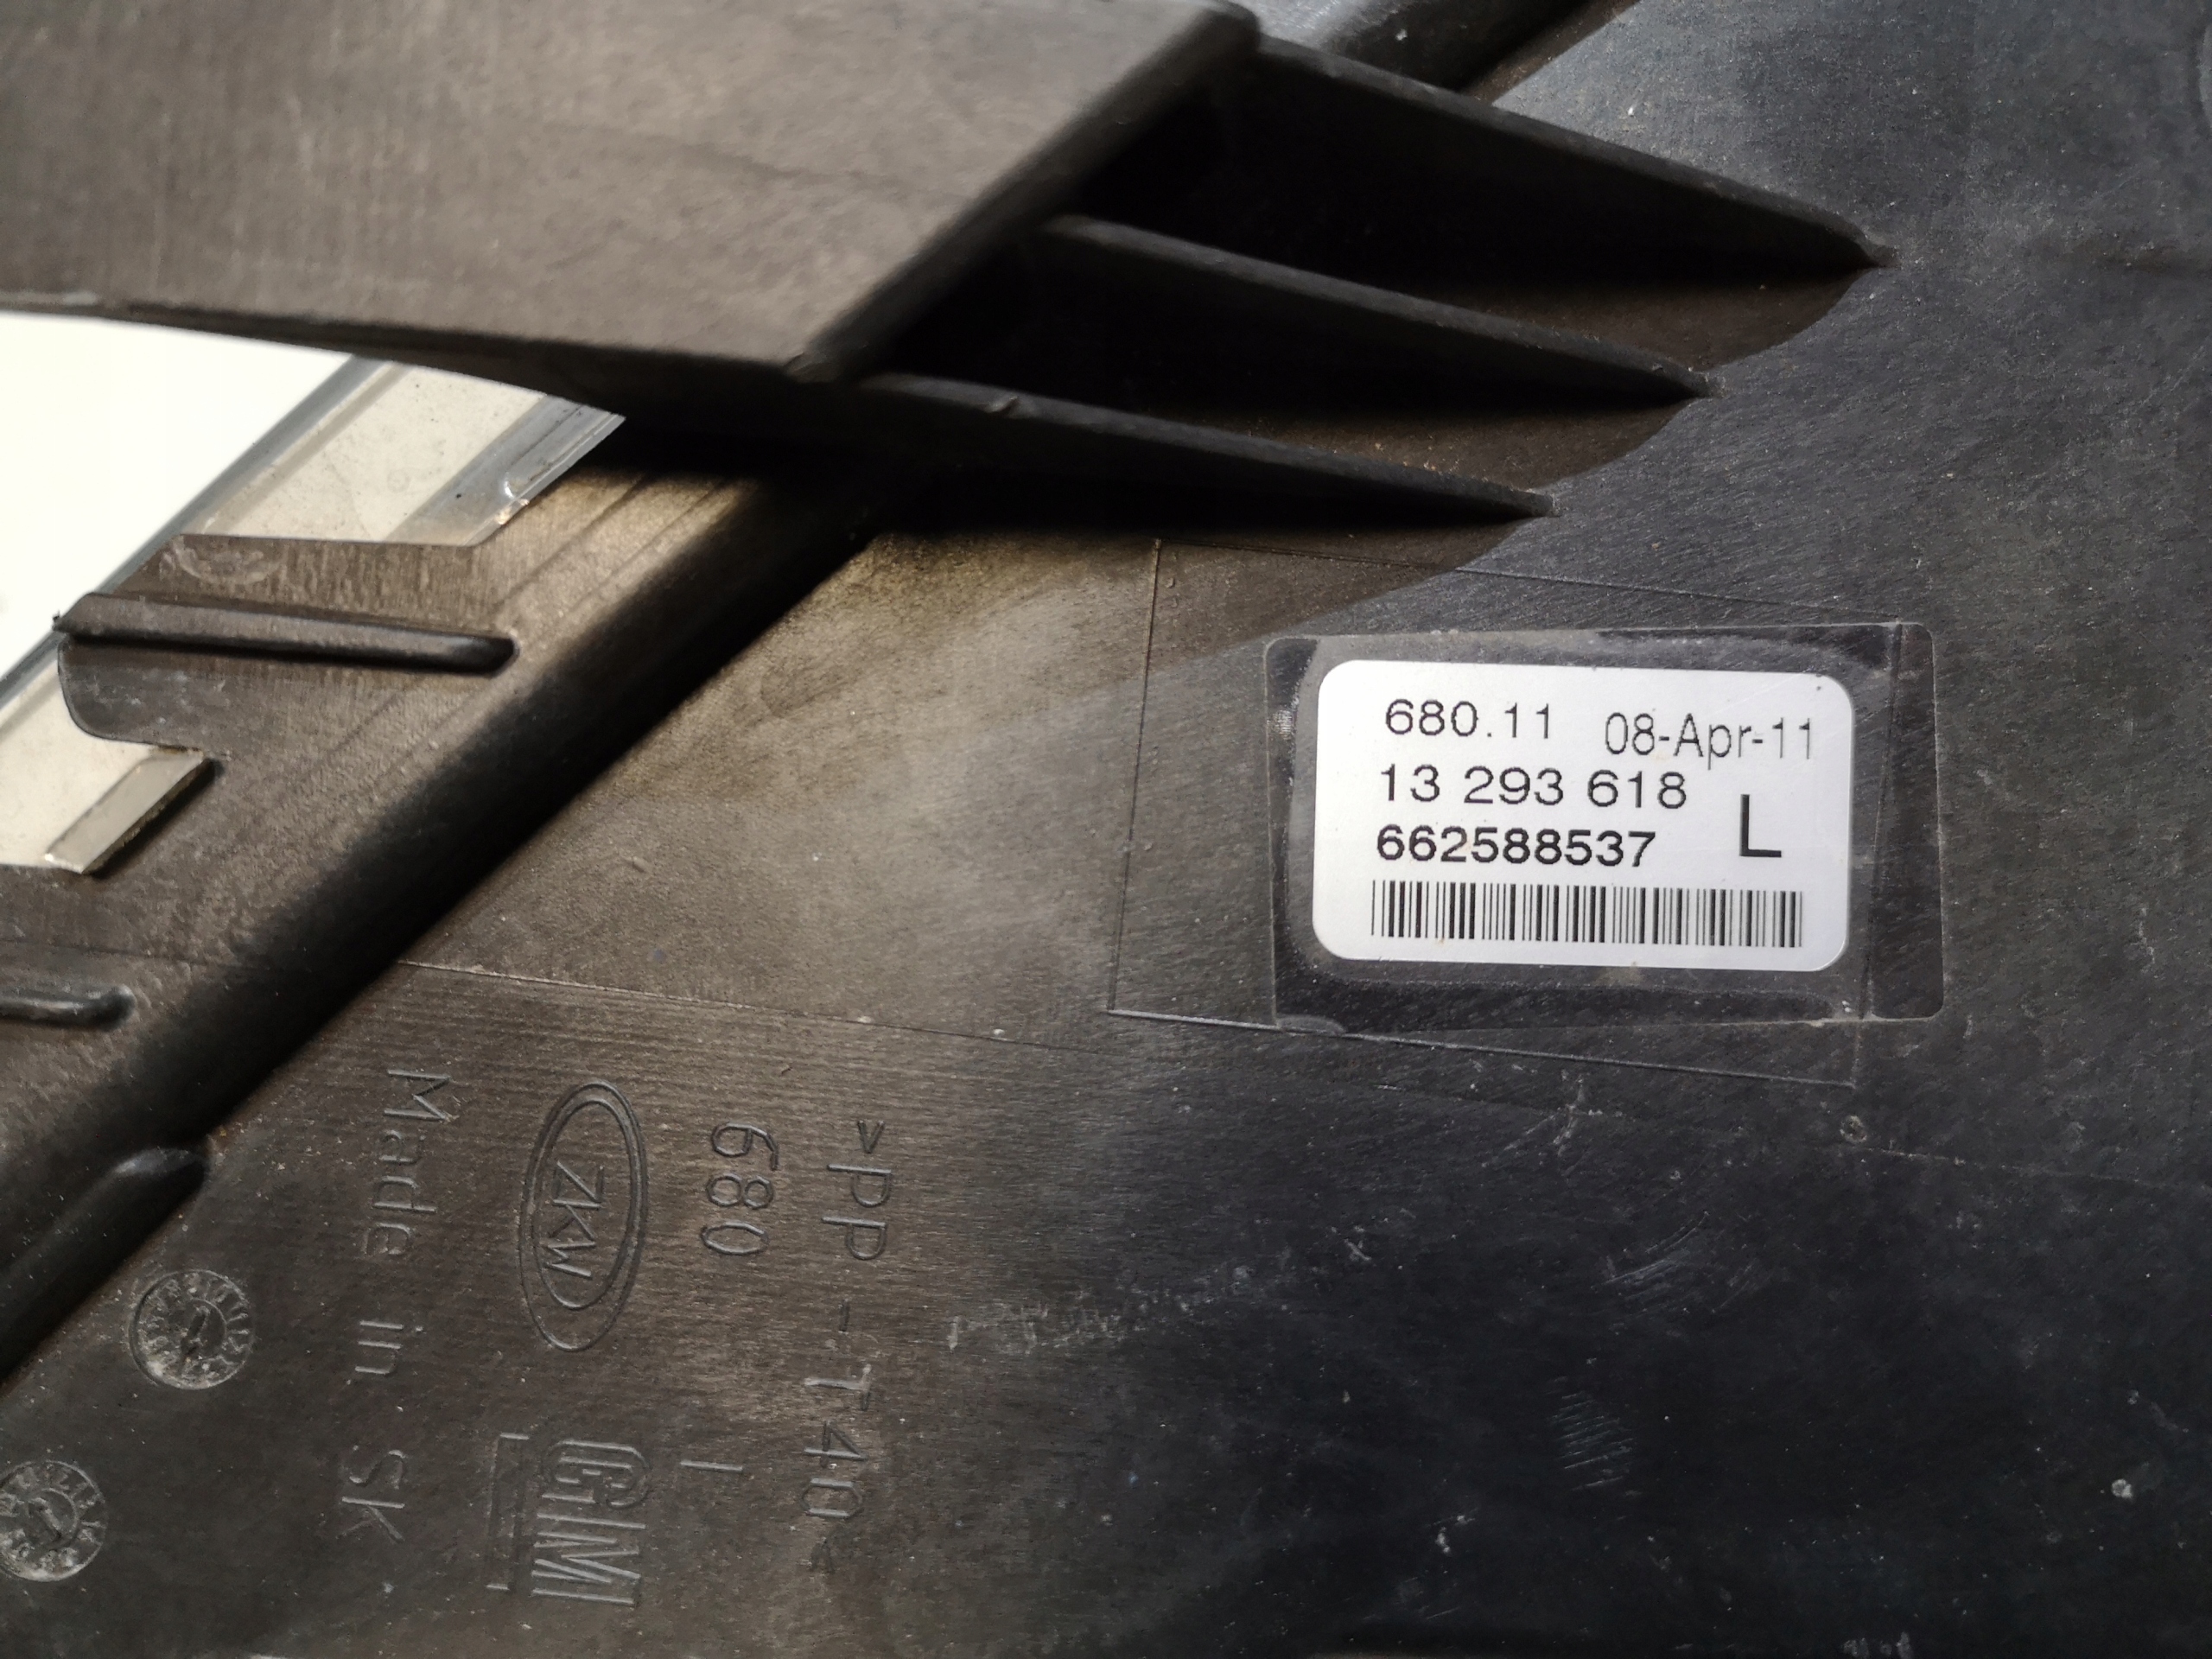 680.11 08-Apr-11
13 293 618
L
662588537
>PP - T40<
680 I
ZKW GM
Made in SK